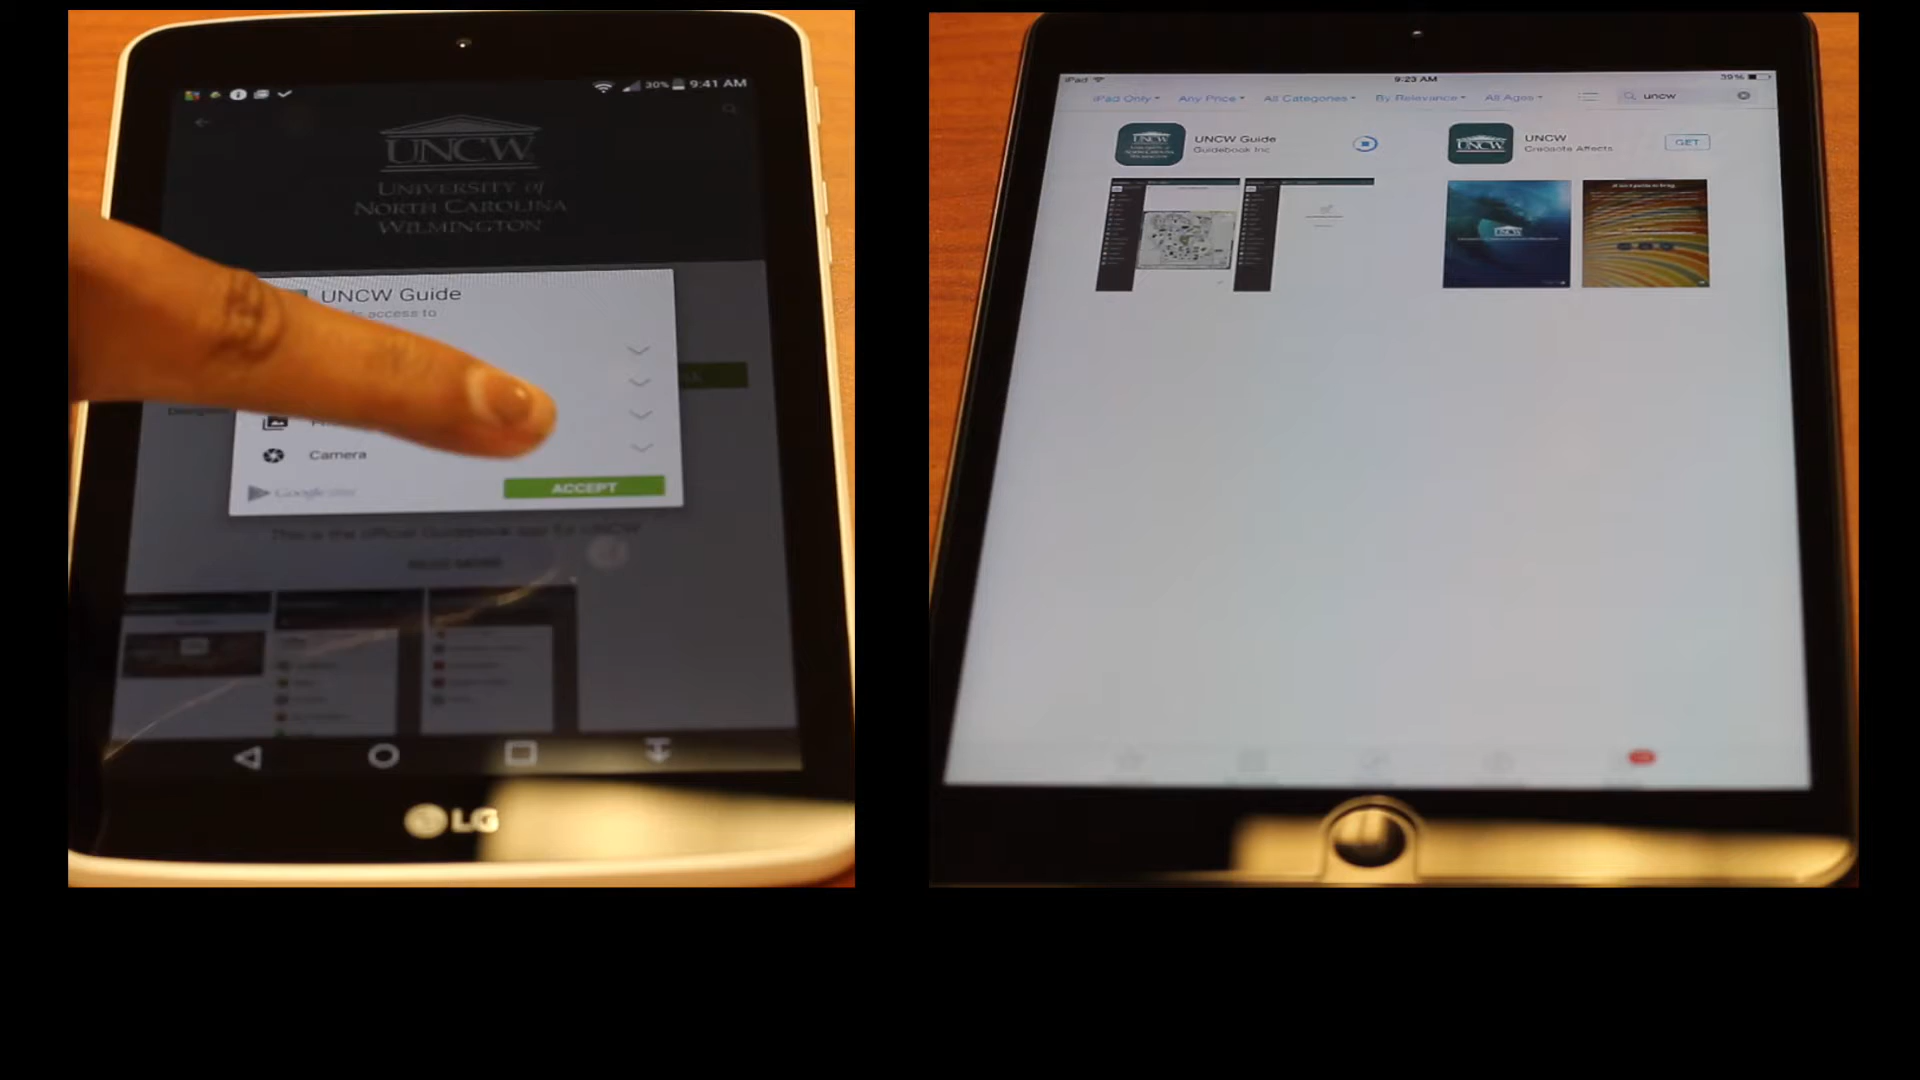 30% 9:41 AM
UNCW
UNIVERSITY of
NORTH CAROLINA
WILMINGTON
UNCW Guide
access to
Camera
ACCEPT
This is the official Guidebook app for UNCW
READ MORE
LG
iPad 9:23 AM 39%
iPad Only Any Price All Categories By Relevance All Ages uncw
UNCW Guide
Guidebook Inc
UNCW
Creosote Affects
GET
UNCW
UNCW